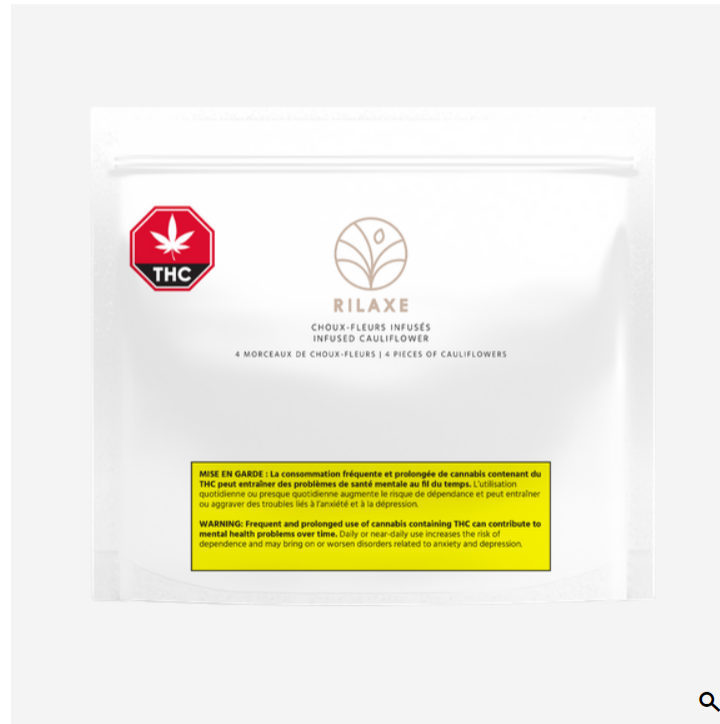 THC
RILAXE
CHOUX-FLEURS INFUSÉS
INFUSED CAULIFLOWER
4 MORCEAUX DE CHOUX-FLEURS | 4 PIECES OF CAULIFLOWERS
MISE EN GARDE : La consommation fréquente et prolongée de cannabis contenant du
THC peut entraîner des problèmes de santé mentale au fil du temps. L'utilisation
quotidienne ou presque quotidienne augmente le risque de dépendance et peut entraîner
ou aggraver des troubles liés à l'anxiété et à la dépression.
WARNING: Frequent and prolonged use of cannabis containing THC can contribute to
mental health problems over time. Daily or near-daily use increases the risk of
dependence and may bring on or worsen disorders related to anxiety and depression.